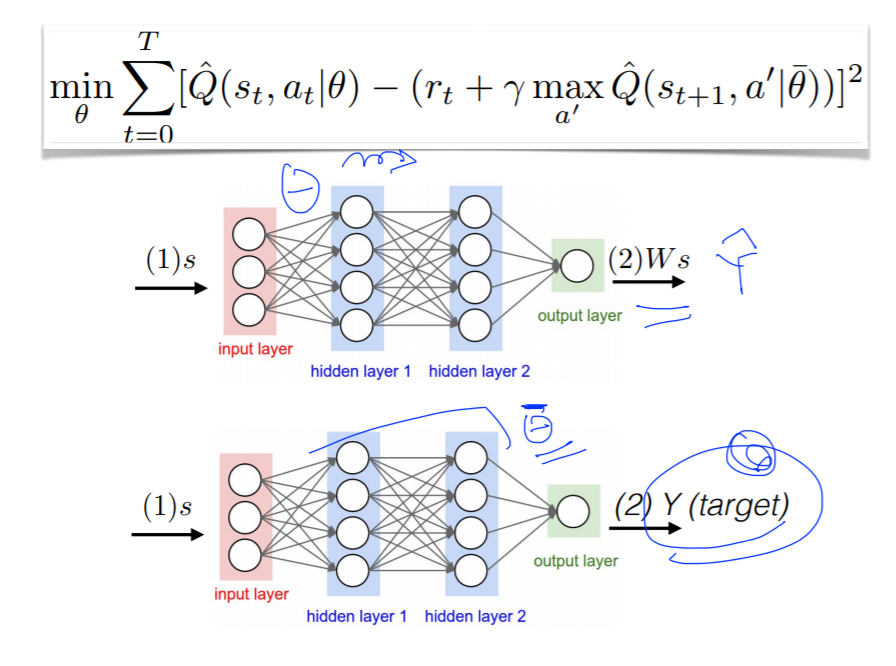 min_θ ∑_{t=0}^{T} [Q̂(s_t, a_t|θ) − (r_t + γ max_{a′} Q̂(s_{t+1}, a′|θ̄))]²
(1)s
(2)Ws
input layer
hidden layer 1
hidden layer 2
output layer
θ̄
(1)s
(2) Y (target)
input layer
hidden layer 1
hidden layer 2
output layer